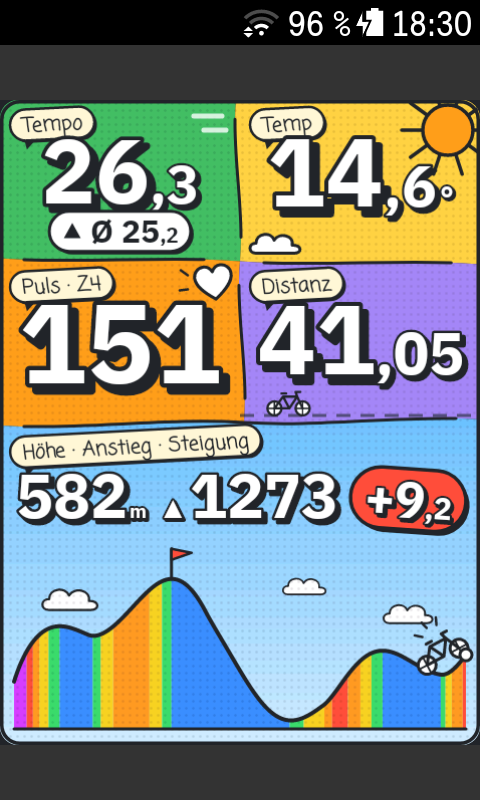 96 % 18:30
Tempo
26,3
▲ Ø 25,2
Temp
14,6°
Puls · Z4
151
Distanz
41,05
Höhe · Anstieg · Steigung
582m ▲1273 +9,2